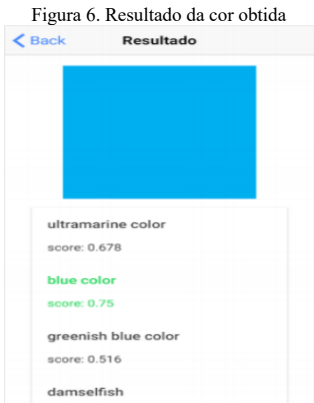 Figura 6. Resultado da cor obtida
Back Resultado
ultramarine color
score: 0.678
blue color
score: 0.75
greenish blue color
score: 0.516
damselfish